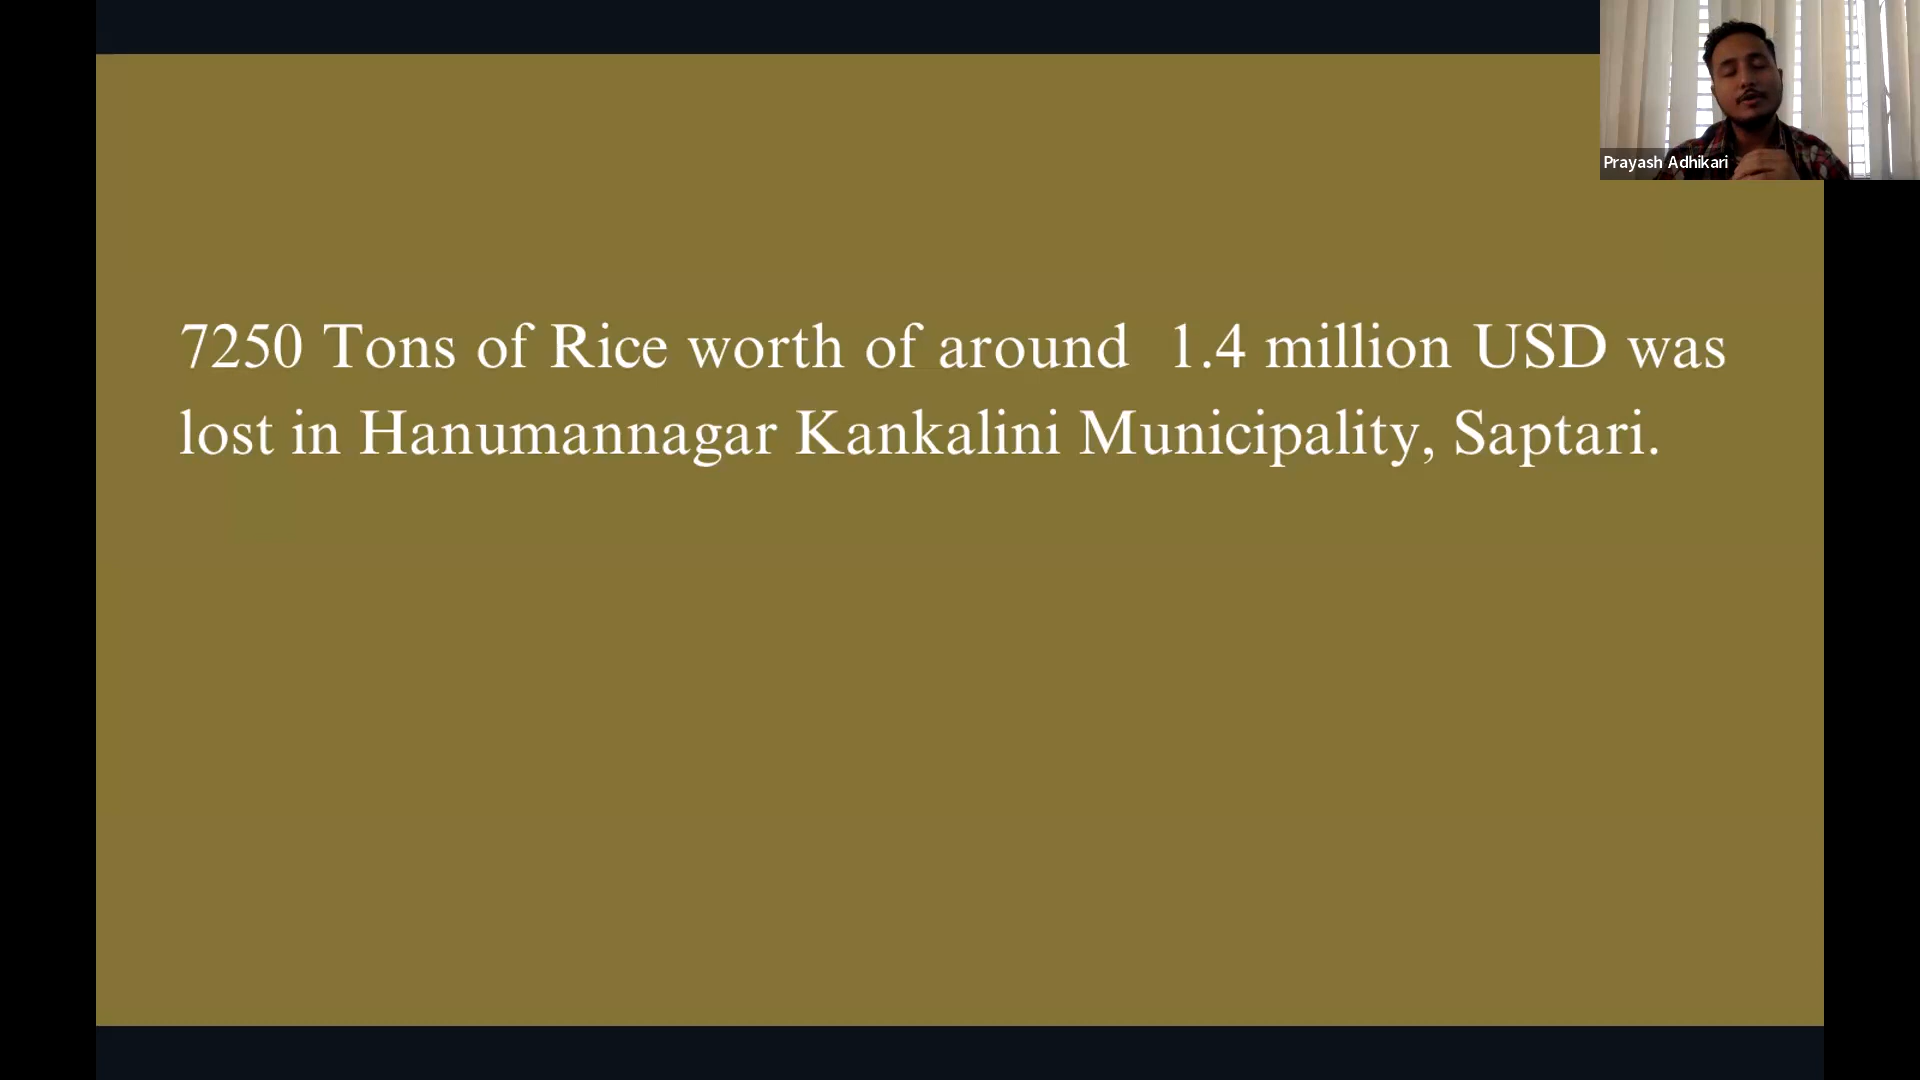 Prayash Adhikari
7250 Tons of Rice worth of around 1.4 million USD was
lost in Hanumannagar Kankalini Municipality, Saptari.